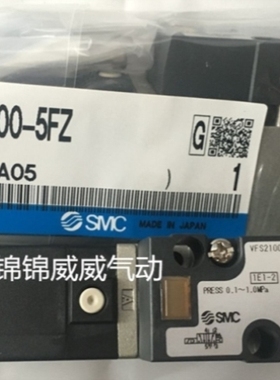 00-5FZ
A05
G
)
1
SMC
MADE IN JAPAN
VFS2100
1E1-2
PRESS 0.1~1.0MPa
SMC
1A
锦锦威威气动